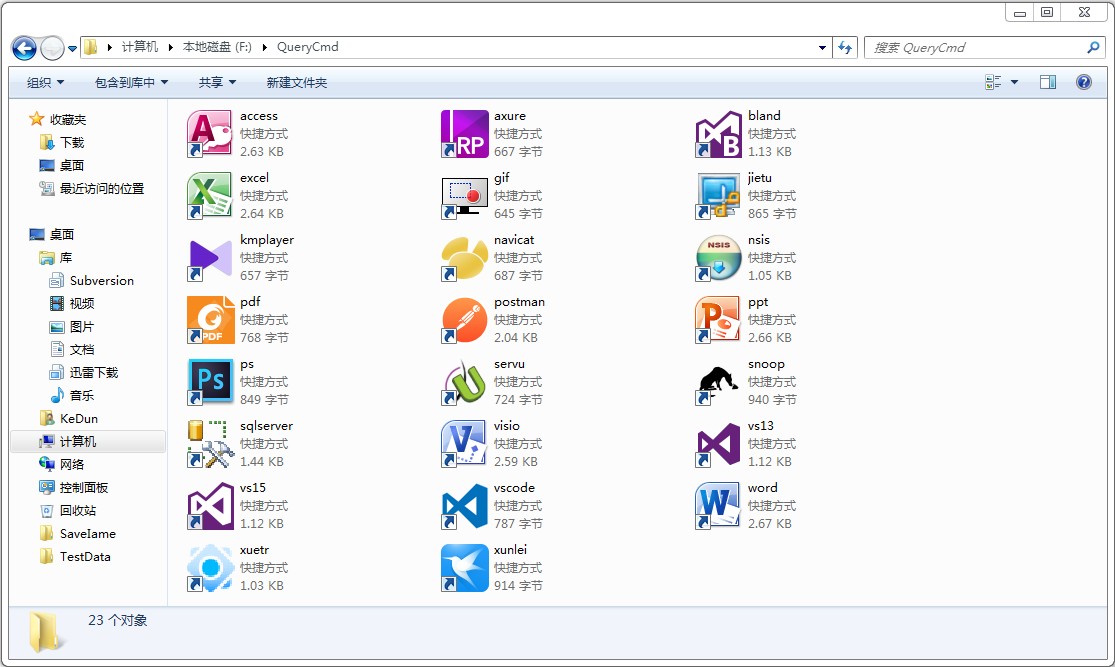 计算机 本地磁盘 (F:) QueryCmd 搜索 QueryCmd
组织 包含到库中 共享 新建文件夹
收藏夹
下载
桌面
最近访问的位置
桌面
库
Subversion
视频
图片
文档
迅雷下载
音乐
KeDun
计算机
网络
控制面板
回收站
SaveIame
TestData
access
快捷方式
2.63 KB
axure
快捷方式
667 字节
bland
快捷方式
1.13 KB
excel
快捷方式
2.64 KB
gif
快捷方式
645 字节
jietu
快捷方式
865 字节
kmplayer
快捷方式
657 字节
navicat
快捷方式
687 字节
NSIS
nsis
快捷方式
1.05 KB
PDF
pdf
快捷方式
768 字节
postman
快捷方式
2.04 KB
ppt
快捷方式
2.66 KB
Ps
ps
快捷方式
849 字节
servu
快捷方式
724 字节
snoop
快捷方式
940 字节
sqlserver
快捷方式
1.44 KB
visio
快捷方式
2.59 KB
vs13
快捷方式
1.12 KB
vs15
快捷方式
1.12 KB
vscode
快捷方式
787 字节
word
快捷方式
2.67 KB
xuetr
快捷方式
1.03 KB
xunlei
快捷方式
914 字节
23 个对象